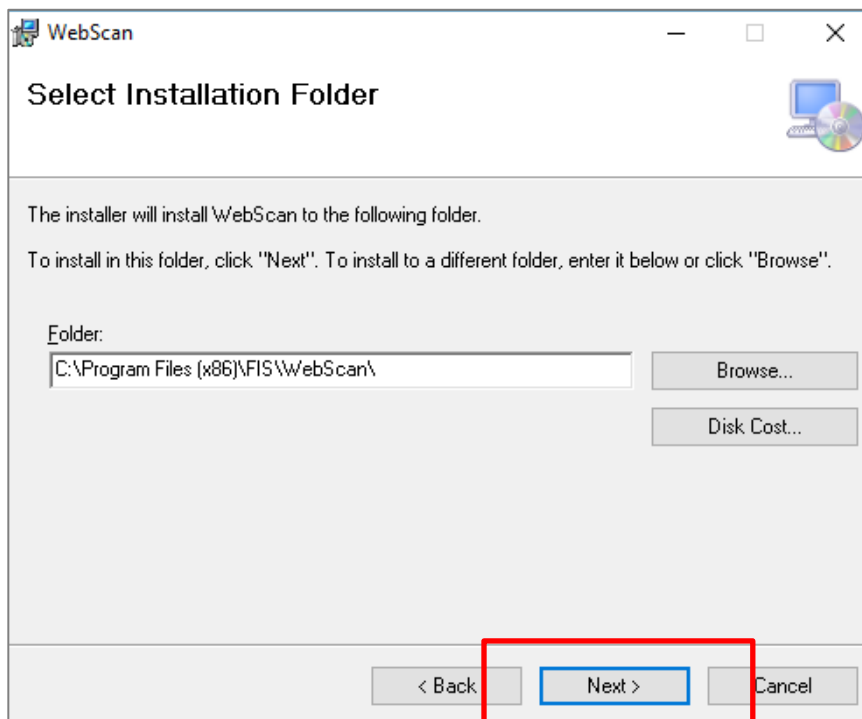 WebScan
Select Installation Folder
The installer will install WebScan to the following folder.
To install in this folder, click "Next". To install to a different folder, enter it below or click "Browse".
Folder:
C:\Program Files (x86)\FIS\WebScan\
Browse...
Disk Cost...
< Back
Next >
Cancel